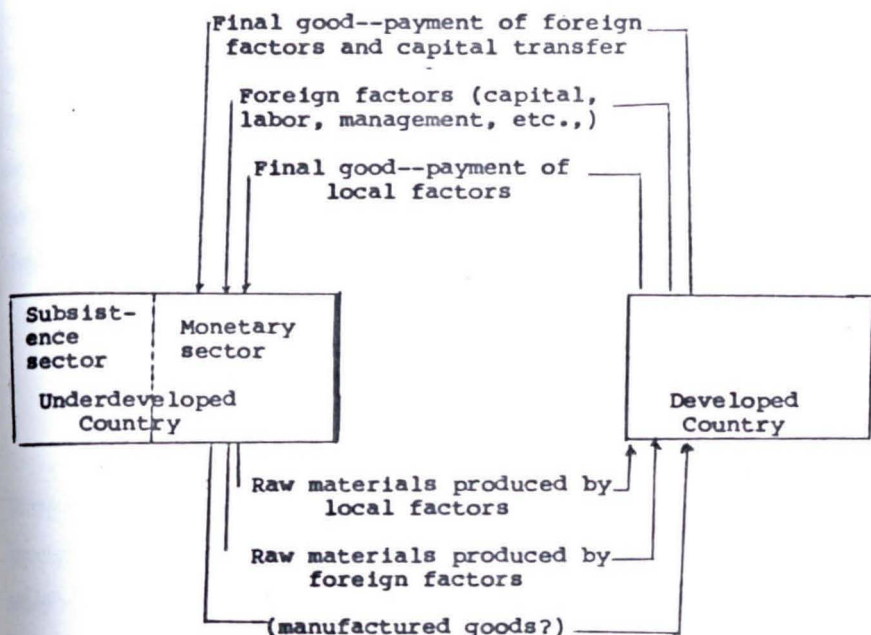 Final good--payment of foreign
factors and capital transfer
Foreign factors (capital,
labor, management, etc.,)
Final good--payment of
local factors
Subsist-
ence
sector
Monetary
sector
Underdeveloped
Country
Developed
Country
Raw materials produced by
local factors
Raw materials produced by
foreign factors
(manufactured goods?)